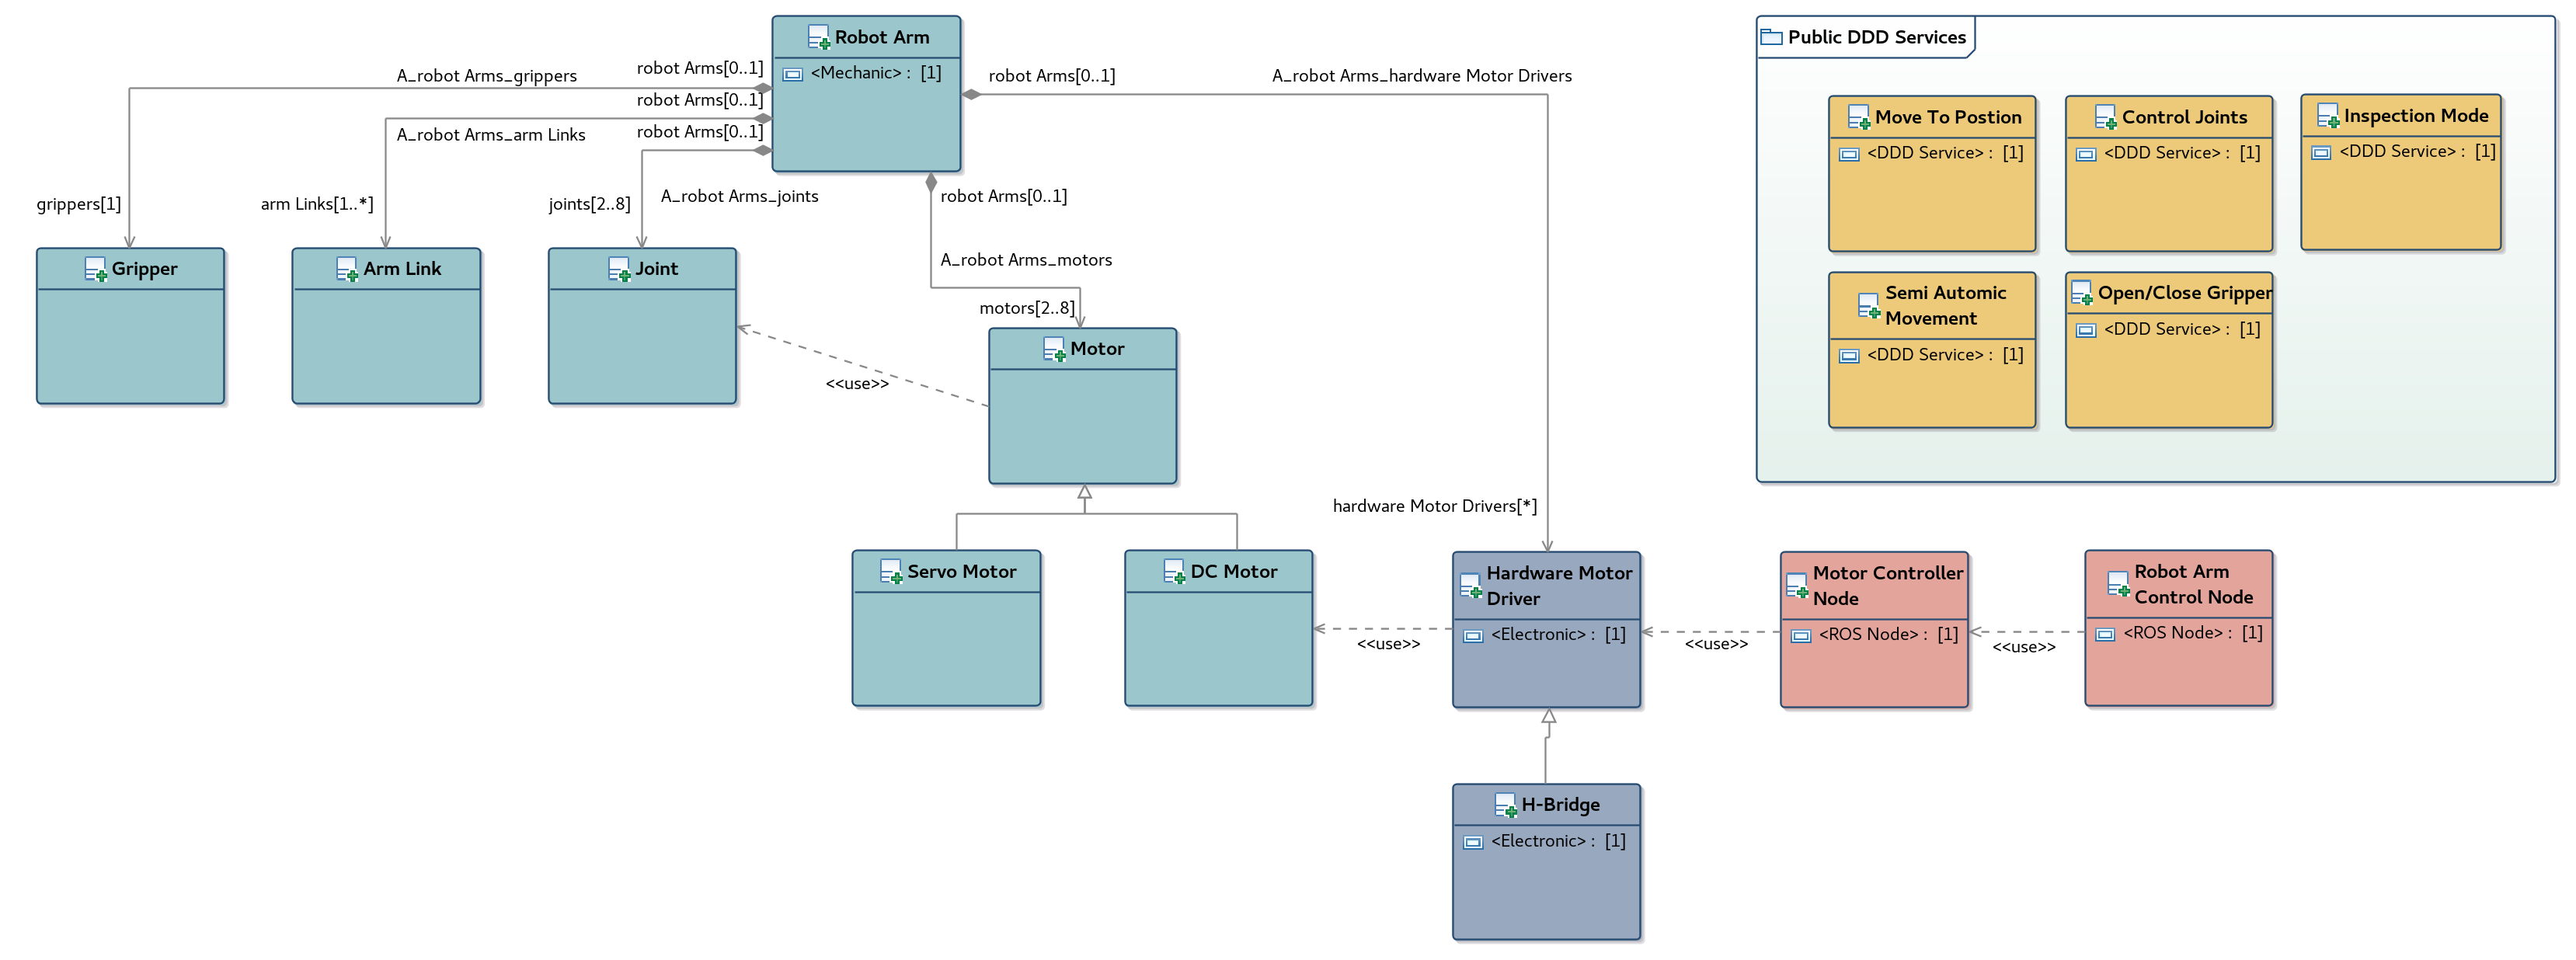 Robot Arm
<Mechanic> : [1]
A_robot Arms_grippers
robot Arms[0..1]
robot Arms[0..1]
A_robot Arms_arm Links
robot Arms[0..1]
robot Arms[0..1]
A_robot Arms_hardware Motor Drivers
grippers[1]
arm Links[1..*]
joints[2..8]
A_robot Arms_joints
robot Arms[0..1]
A_robot Arms_motors
motors[2..8]
Gripper
Arm Link
Joint
Motor
<<use>>
Public DDD Services
Move To Postion
<DDD Service> : [1]
Control Joints
<DDD Service> : [1]
Inspection Mode
<DDD Service> : [1]
Semi Automic
Movement
<DDD Service> : [1]
Open/Close Gripper
<DDD Service> : [1]
hardware Motor Drivers[*]
Servo Motor
DC Motor
<<use>>
Hardware Motor
Driver
<Electronic> : [1]
<<use>>
Motor Controller
Node
<ROS Node> : [1]
<<use>>
Robot Arm
Control Node
<ROS Node> : [1]
H-Bridge
<Electronic> : [1]